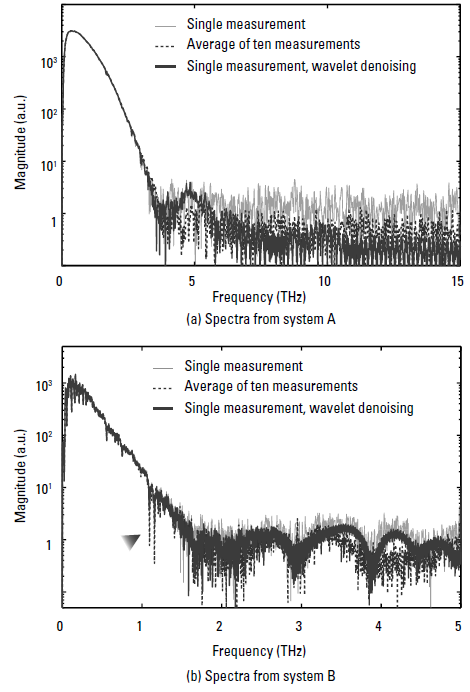 Single measurement
Average of ten measurements
Single measurement, wavelet denoising
Magnitude (a.u.)
10³
10²
10¹
1
0 5 10 15
Frequency (THz)
(a) Spectra from system A
Single measurement
Average of ten measurements
Single measurement, wavelet denoising
Magnitude (a.u.)
10³
10²
10¹
1
0 1 2 3 4 5
Frequency (THz)
(b) Spectra from system B